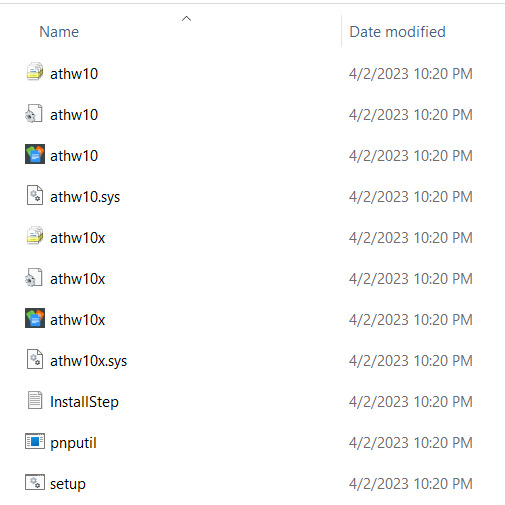 Name Date modified
athw10 4/2/2023 10:20 PM
athw10 4/2/2023 10:20 PM
athw10 4/2/2023 10:20 PM
athw10.sys 4/2/2023 10:20 PM
athw10x 4/2/2023 10:20 PM
athw10x 4/2/2023 10:20 PM
athw10x 4/2/2023 10:20 PM
athw10x.sys 4/2/2023 10:20 PM
InstallStep 4/2/2023 10:20 PM
pnputil 4/2/2023 10:20 PM
setup 4/2/2023 10:20 PM